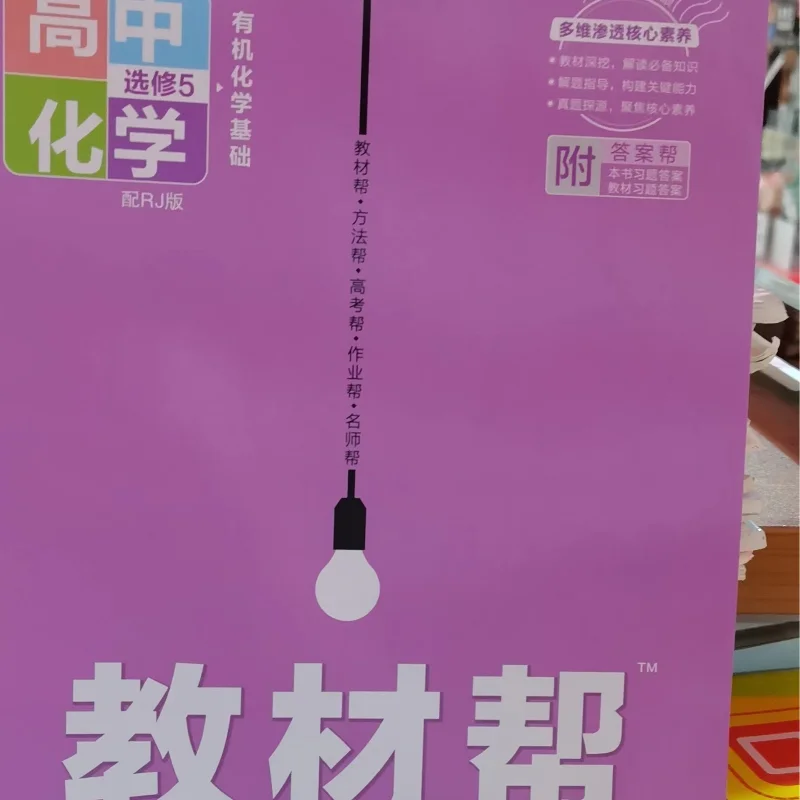 高中
选修5
化学
有机化学基础
配RJ版
多维渗透核心素养
• 教材深挖，解读必备知识
• 解题指导，构建关键能力
• 真题探源，聚焦核心素养
附
答案帮
本书习题答案
教材习题答案
教材帮·方法帮·高考帮·作业帮·名师帮
教材帮™